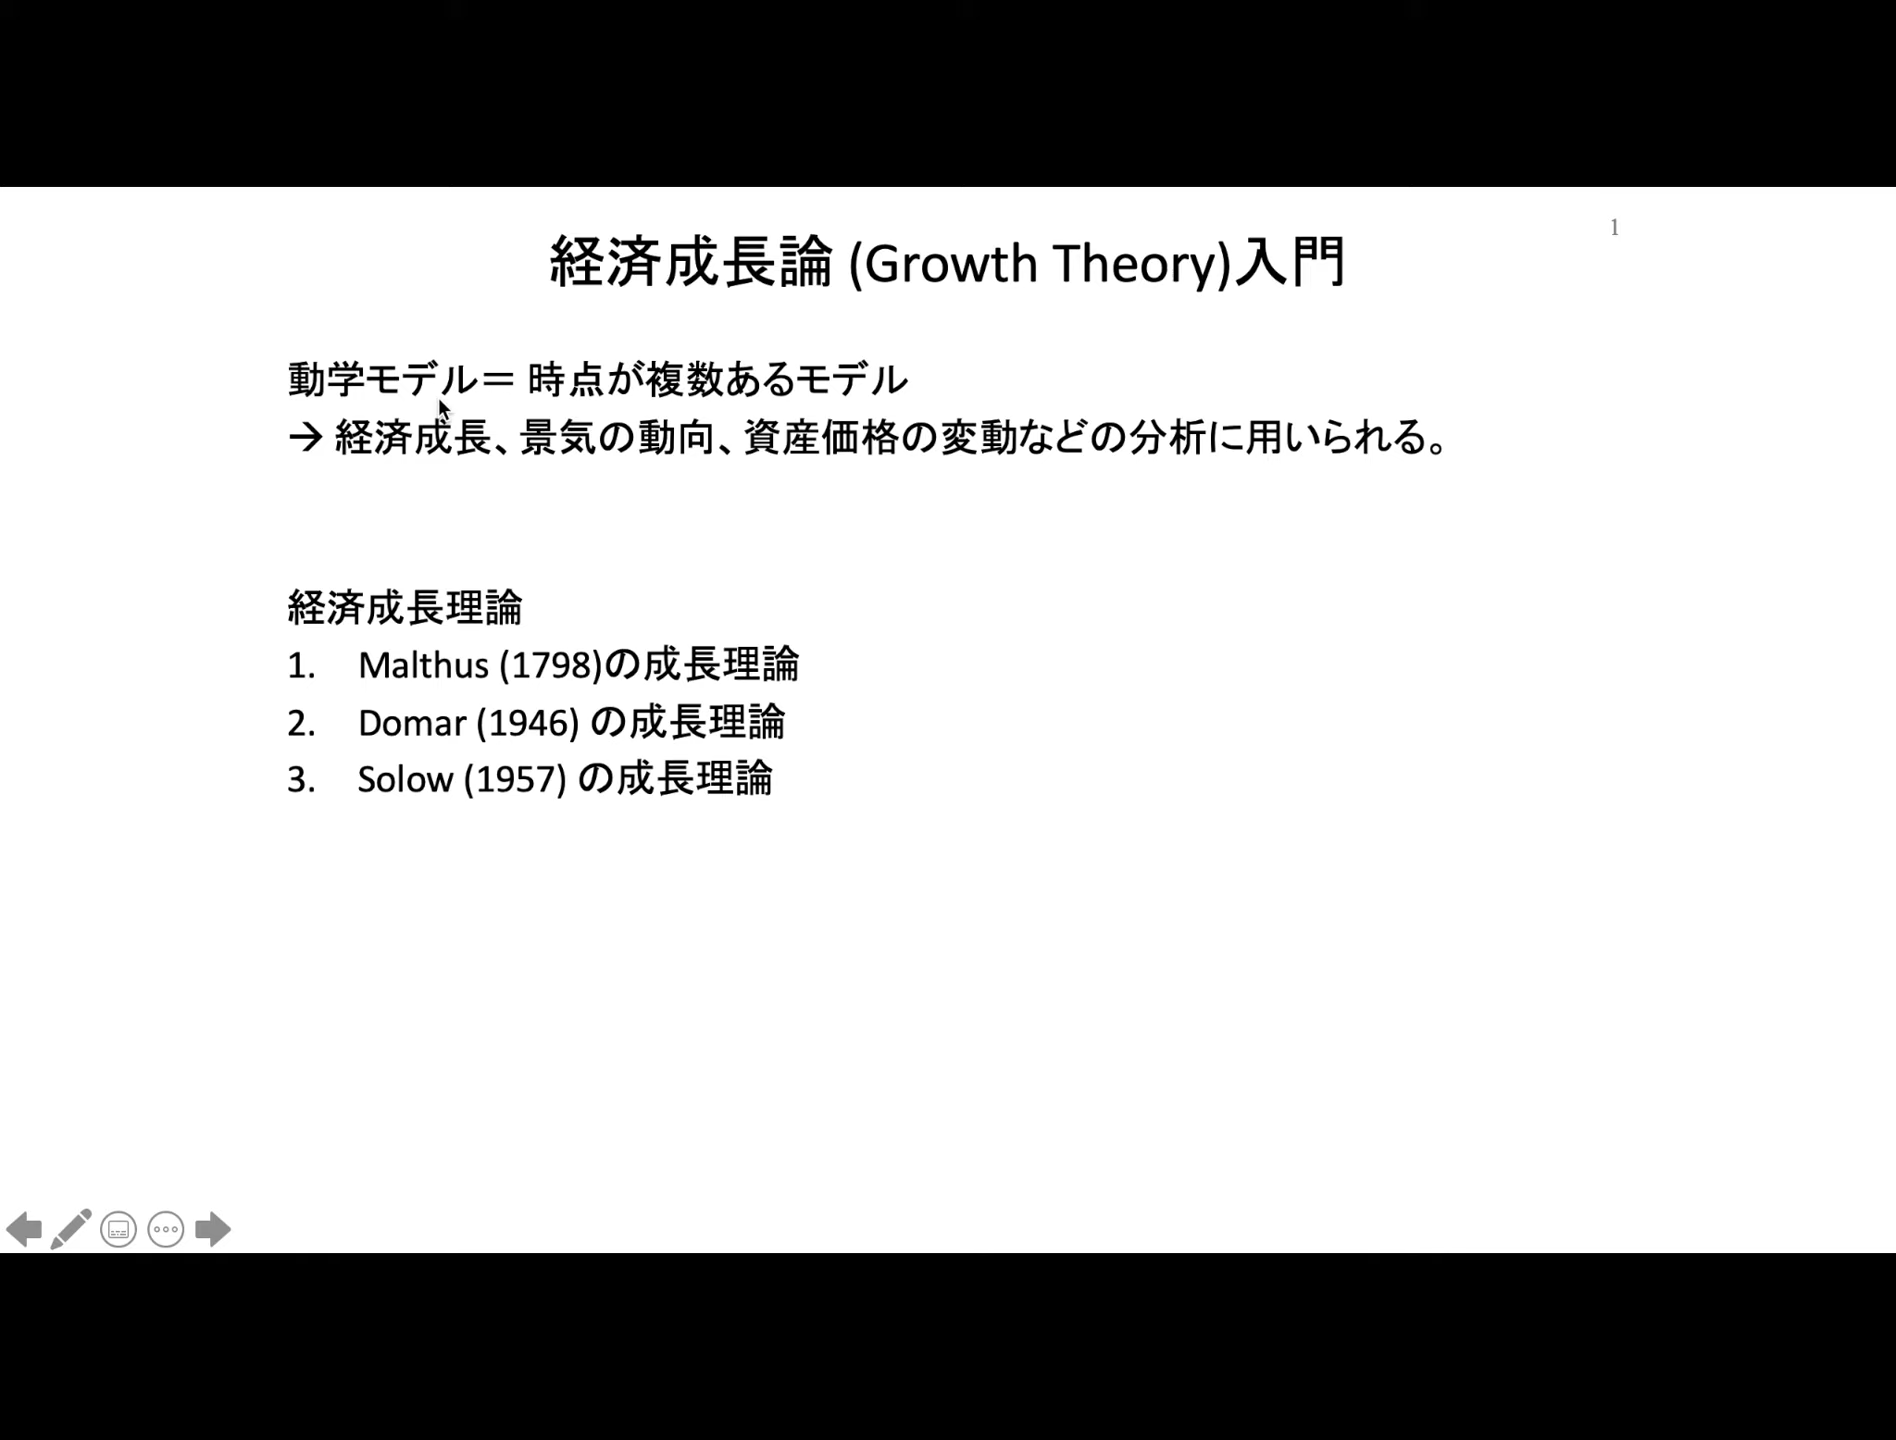 1
経済成長論 (Growth Theory)入門
動学モデル＝ 時点が複数あるモデル
→ 経済成長、景気の動向、資産価格の変動などの分析に用いられる。
経済成長理論
1. Malthus (1798)の成長理論
2. Domar (1946) の成長理論
3. Solow (1957) の成長理論